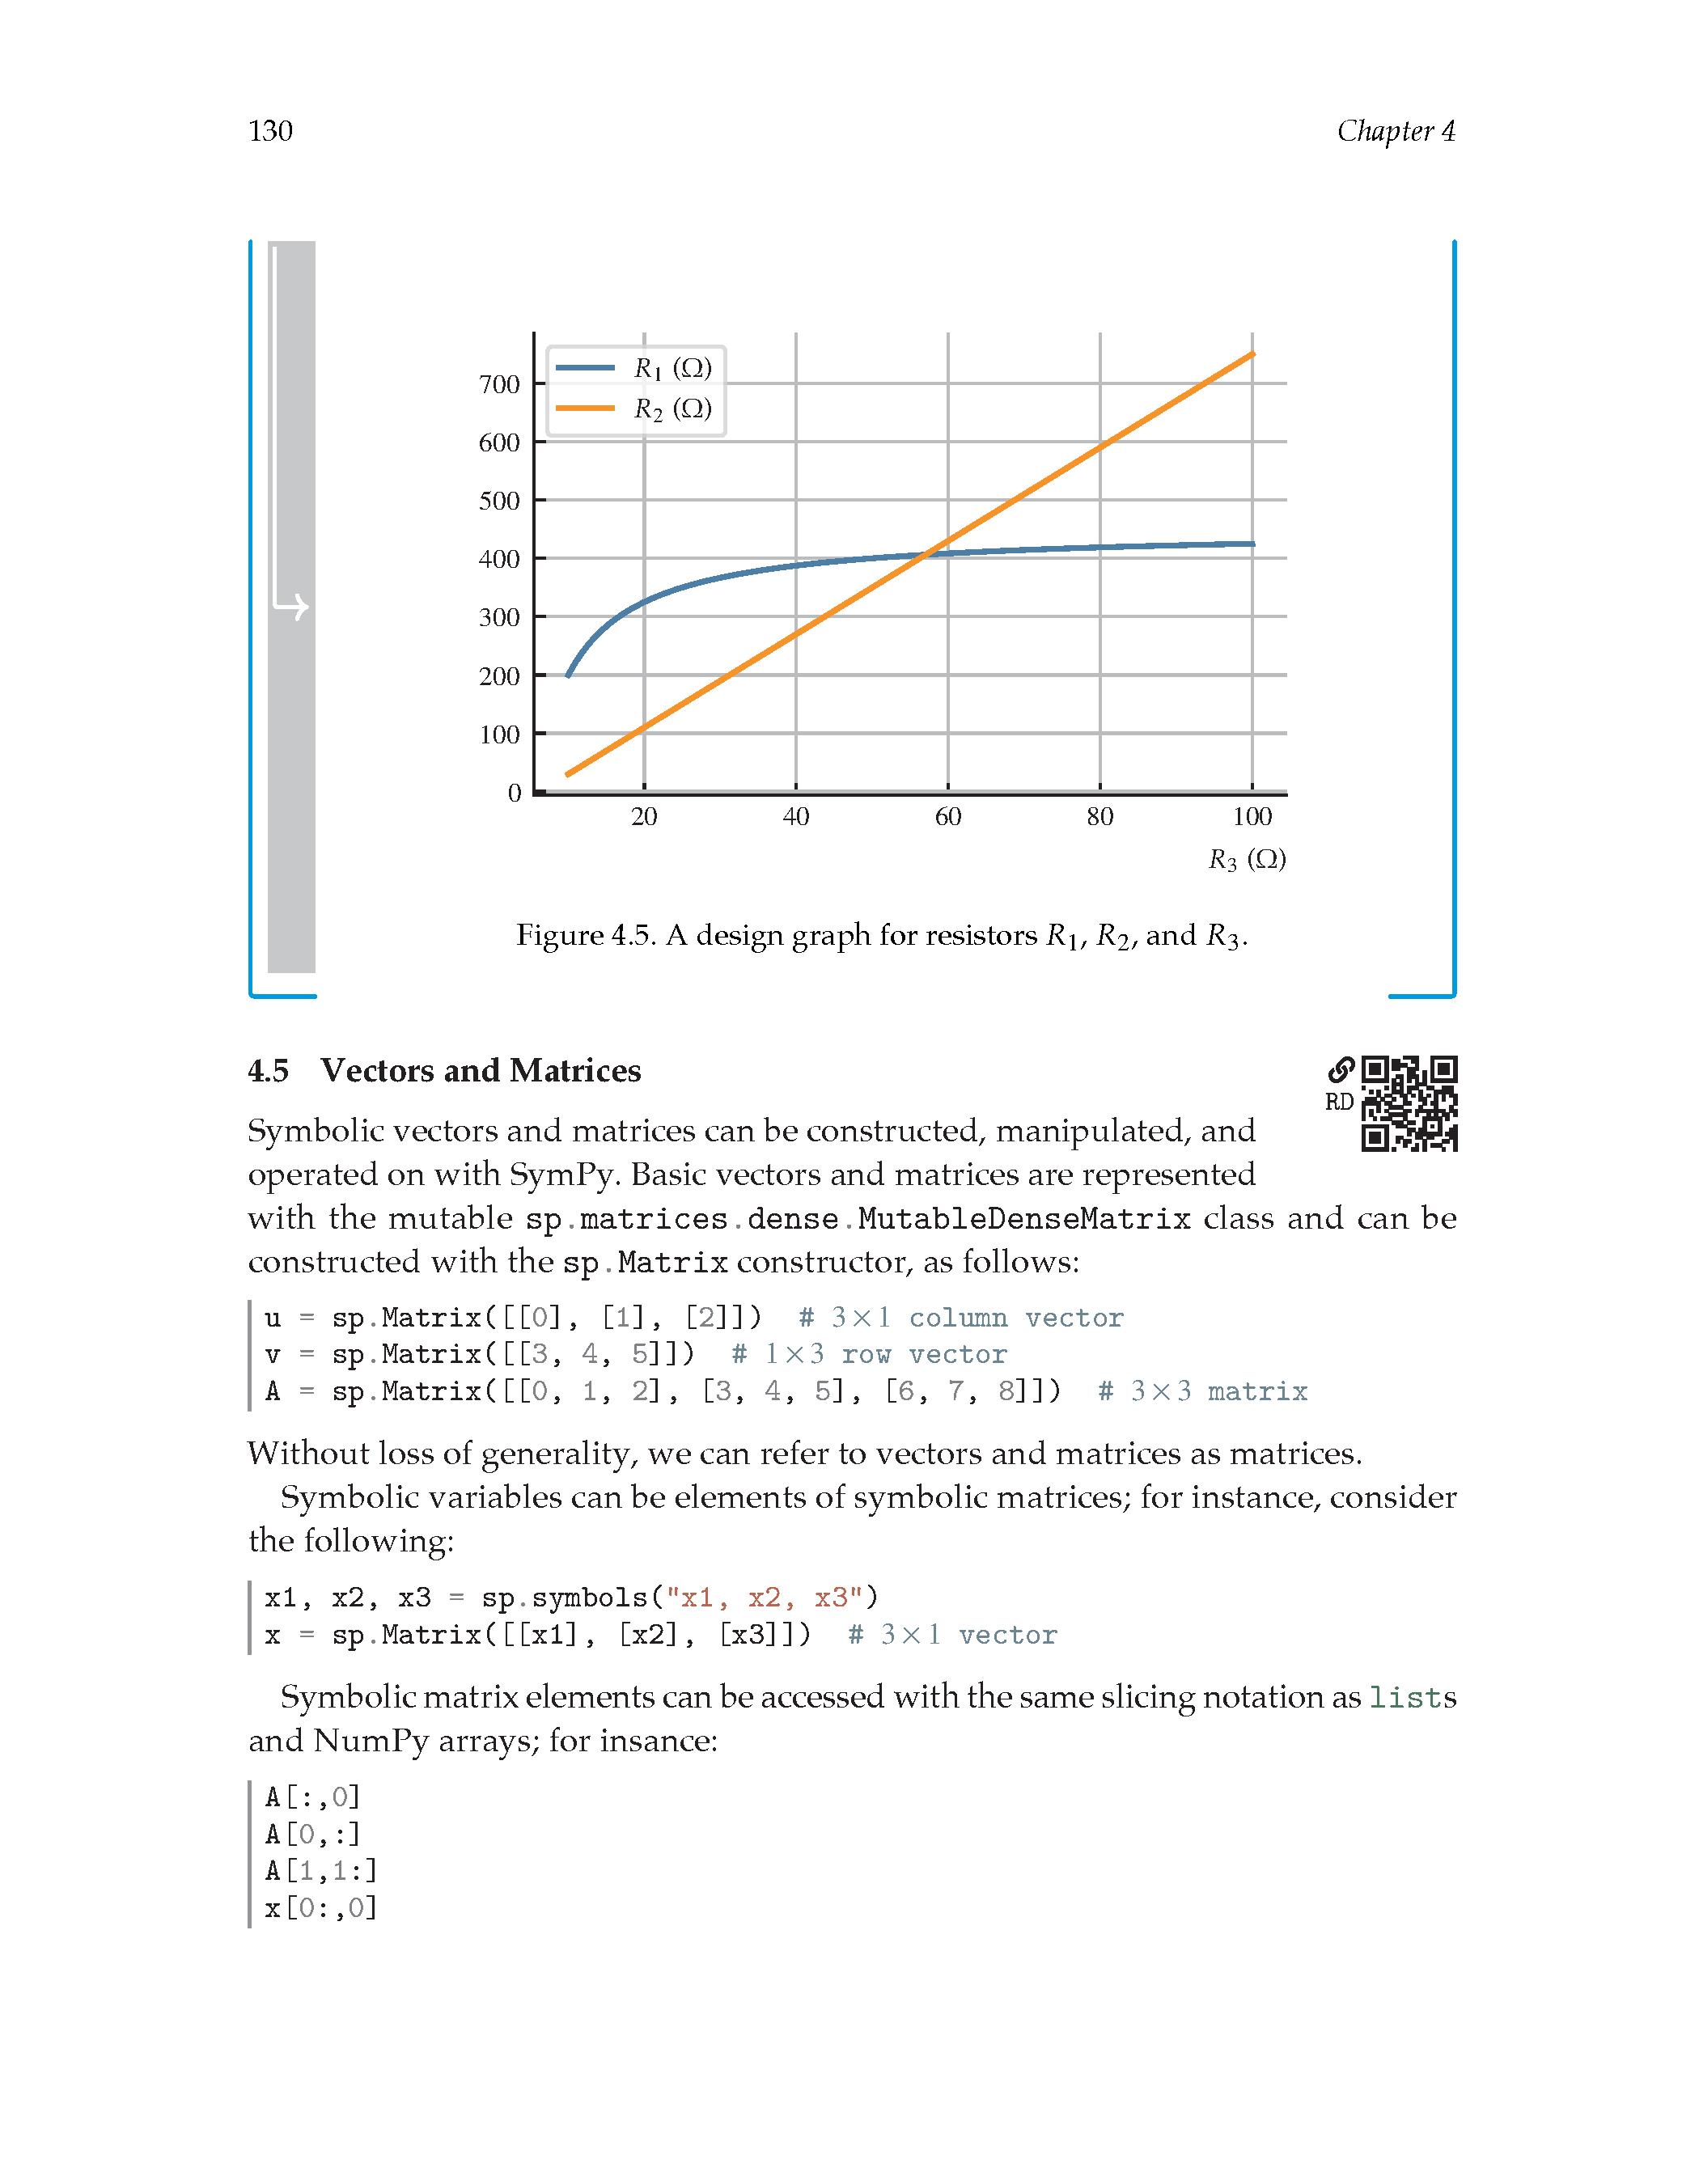 130
Chapter 4
R1 (Ω)
R2 (Ω)
700
600
500
400
300
200
100
0
20 40 60 80 100
R3 (Ω)
Figure 4.5. A design graph for resistors R1, R2, and R3.
4.5 Vectors and Matrices
RD
Symbolic vectors and matrices can be constructed, manipulated, and
operated on with SymPy. Basic vectors and matrices are represented
with the mutable sp.matrices.dense.MutableDenseMatrix class and can be
constructed with the sp.Matrix constructor, as follows:
u = sp.Matrix([[0], [1], [2]])  # 3×1 column vector
v = sp.Matrix([[3, 4, 5]])  # 1×3 row vector
A = sp.Matrix([[0, 1, 2], [3, 4, 5], [6, 7, 8]])  # 3×3 matrix
Without loss of generality, we can refer to vectors and matrices as matrices.
Symbolic variables can be elements of symbolic matrices; for instance, consider
the following:
x1, x2, x3 = sp.symbols("x1, x2, x3")
x = sp.Matrix([[x1], [x2], [x3]])  # 3×1 vector
Symbolic matrix elements can be accessed with the same slicing notation as lists
and NumPy arrays; for insance:
A[:,0]
A[0,:]
A[1,1:]
x[0:,0]